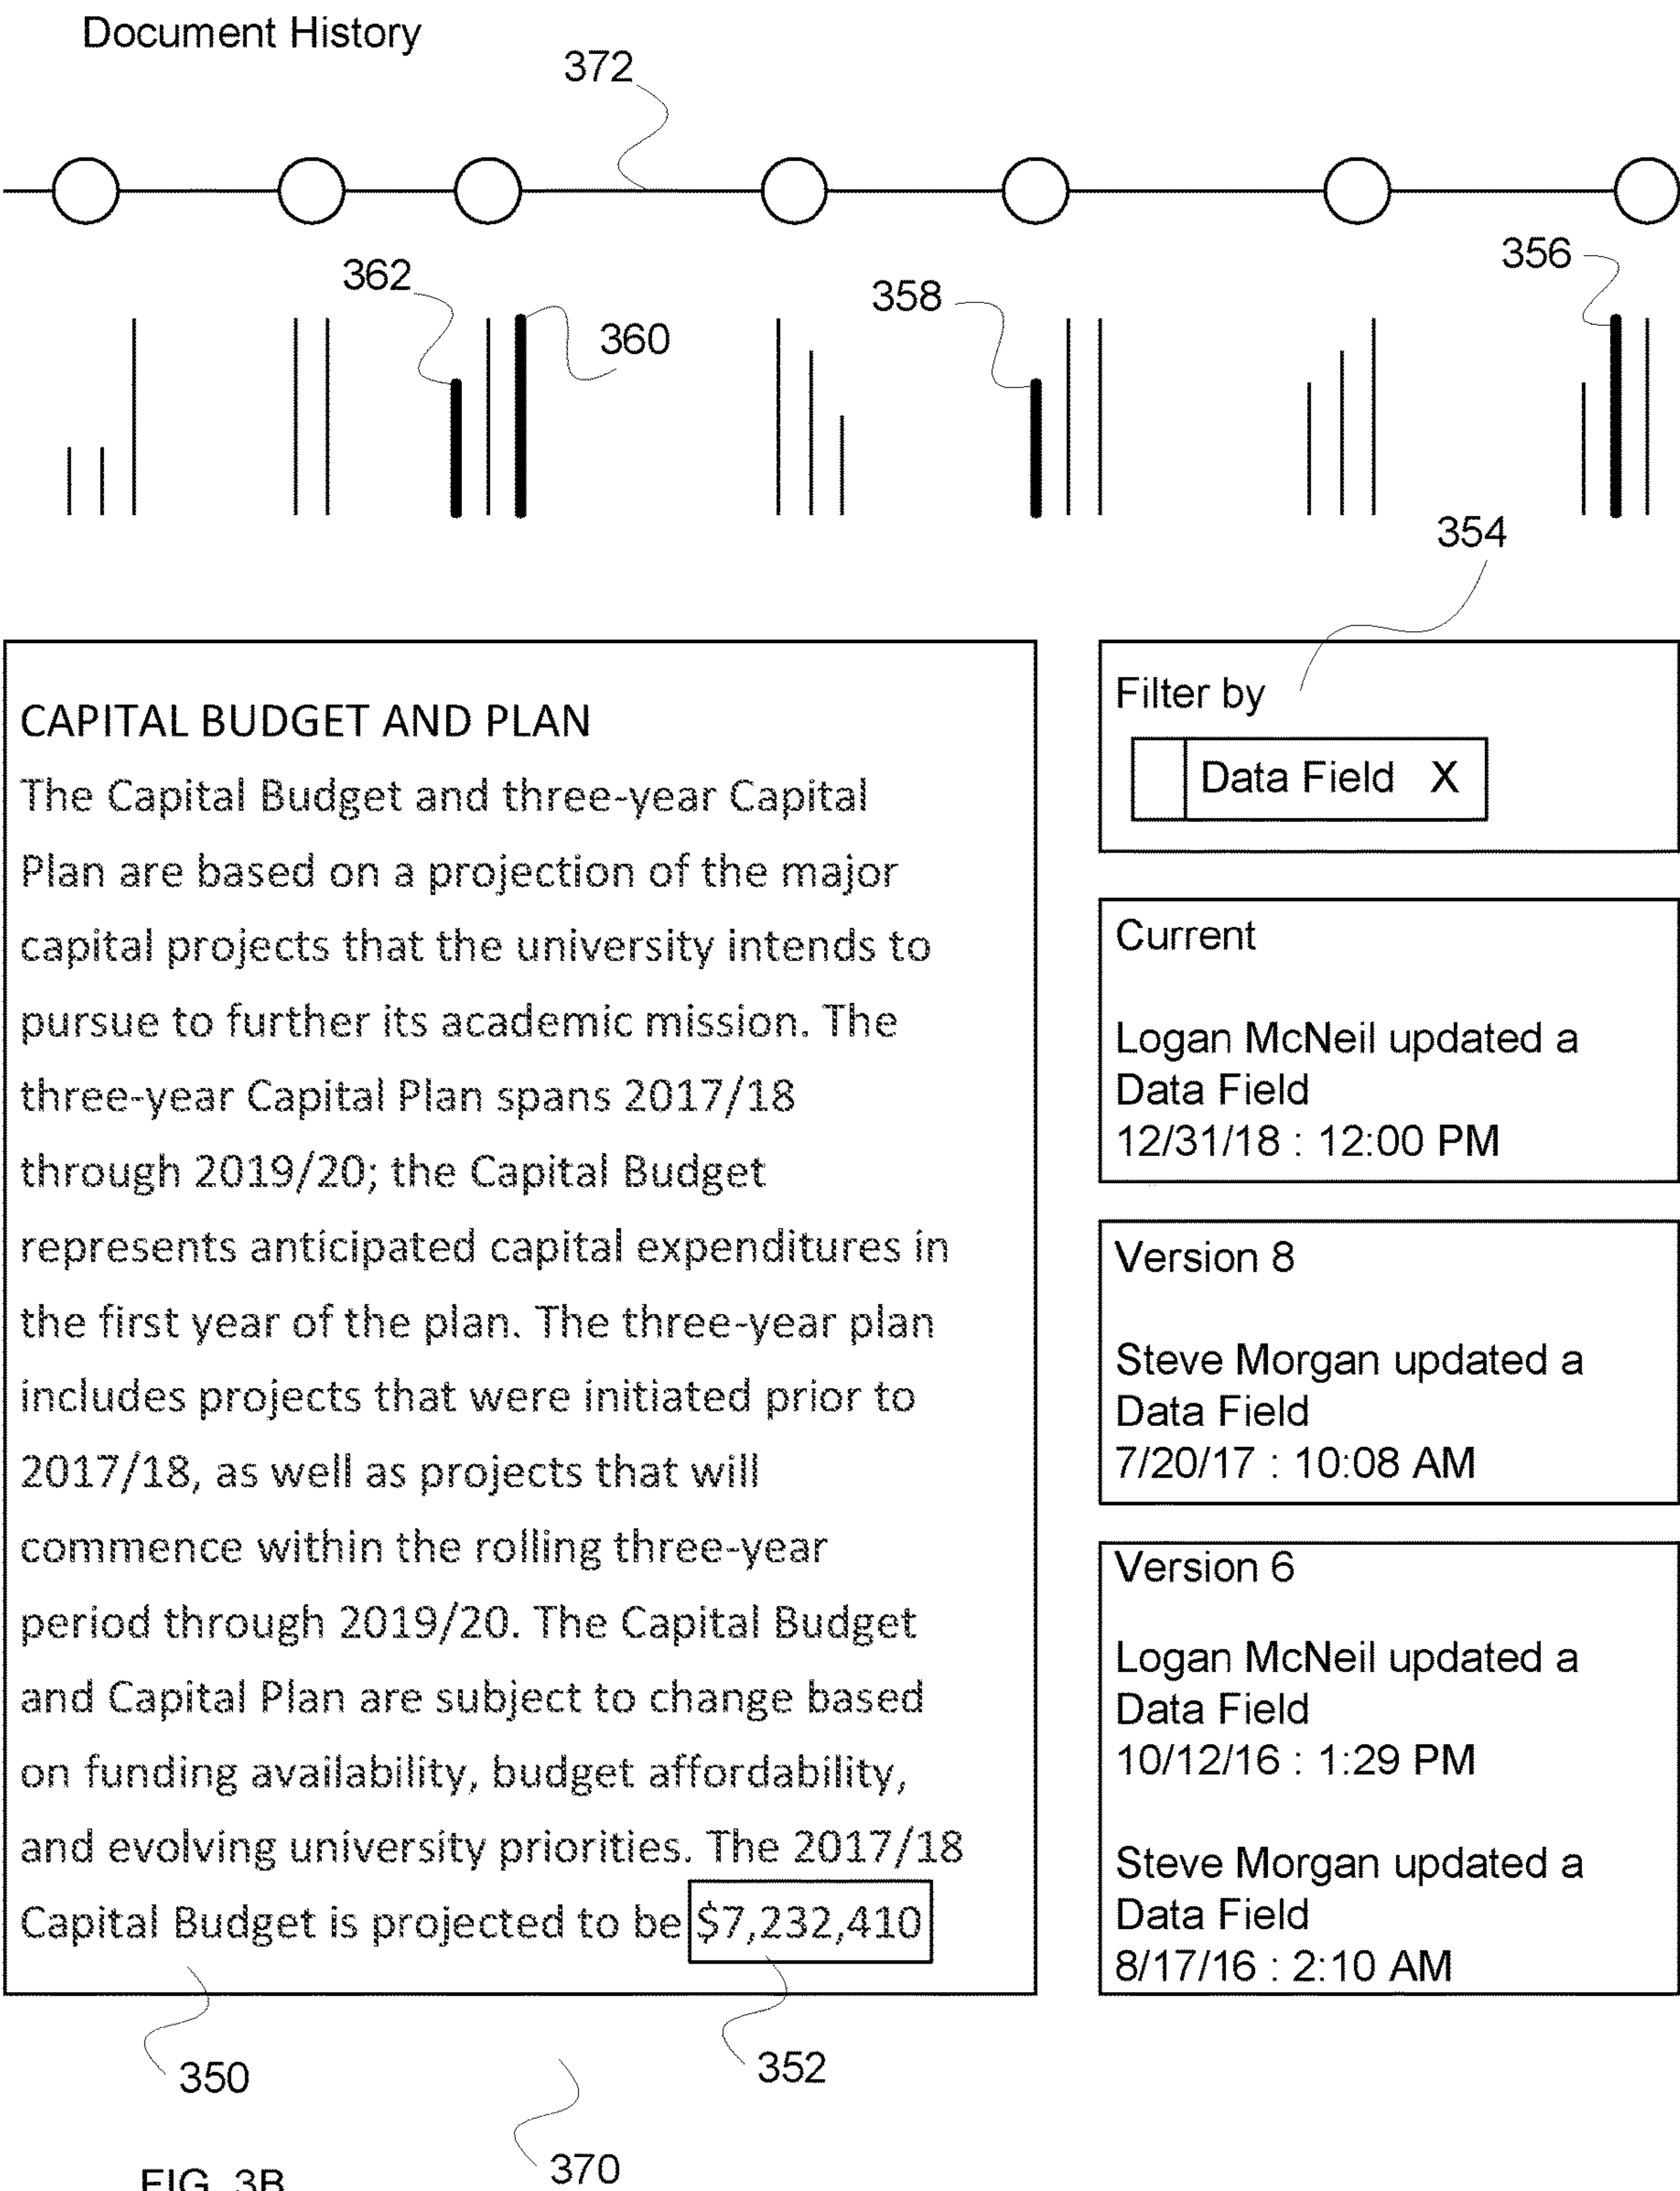 Document History
372
356
362
358
360
354
CAPITAL BUDGET AND PLAN
The Capital Budget and three-year Capital
Plan are based on a projection of the major
capital projects that the university intends to
pursue to further its academic mission. The
three-year Capital Plan spans 2017/18
through 2019/20; the Capital Budget
represents anticipated capital expenditures in
the first year of the plan. The three-year plan
includes projects that were initiated prior to
2017/18, as well as projects that will
commence within the rolling three-year
period through 2019/20. The Capital Budget
and Capital Plan are subject to change based
on funding availability, budget affordability,
and evolving university priorities. The 2017/18
Capital Budget is projected to be $7,232,410
Filter by
Data Field X
Current
Logan McNeil updated a
Data Field
12/31/18 : 12:00 PM
Version 8
Steve Morgan updated a
Data Field
7/20/17 : 10:08 AM
Version 6
Logan McNeil updated a
Data Field
10/12/16 : 1:29 PM
Steve Morgan updated a
Data Field
8/17/16 : 2:10 AM
350
352
370
FIG. 3B